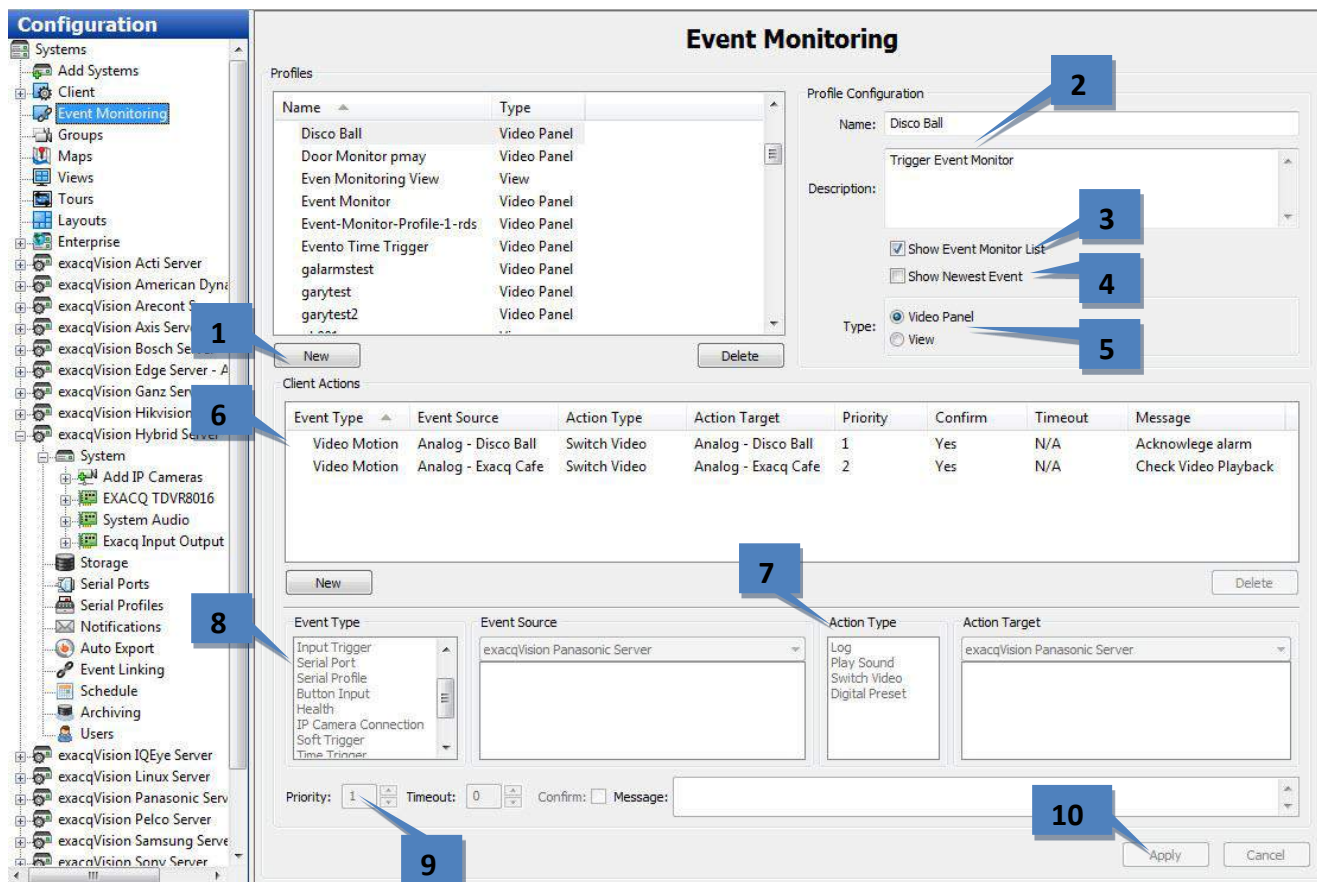 Configuration
Systems
Add Systems
Client
Event Monitoring
Groups
Maps
Views
Tours
Layouts
Enterprise
exacqVision Acti Server
exacqVision American Dyna
exacqVision Arecont S
exacqVision Axis Serv
exacqVision Bosch Server
exacqVision Edge Server - A
exacqVision Ganz Serv
exacqVision Hikvision
exacqVision Hybrid Server
System
Add IP Cameras
EXACQ TDVR8016
System Audio
Exacq Input Output
Storage
Serial Ports
Serial Profiles
Notifications
Auto Export
Event Linking
Schedule
Archiving
Users
exacqVision IQEye Server
exacqVision Linux Server
exacqVision Panasonic Serv
exacqVision Pelco Server
exacqVision Samsung Serve
exacqVision Sony Server
Event Monitoring
Profiles
Name Type
Disco Ball Video Panel
Door Monitor pmay Video Panel
Even Monitoring View View
Event Monitor Video Panel
Event-Monitor-Profile-1-rds Video Panel
Evento Time Trigger Video Panel
galarmstest Video Panel
garytest Video Panel
garytest2 Video Panel
1
New Delete
Profile Configuration
2
Name: Disco Ball
Description: Trigger Event Monitor
3
Show Event Monitor List
4
Show Newest Event
Type: Video Panel
View
5
Client Actions
6
Event Type Event Source Action Type Action Target Priority Confirm Timeout Message
Video Motion Analog - Disco Ball Switch Video Analog - Disco Ball 1 Yes N/A Acknowlege alarm
Video Motion Analog - Exacq Cafe Switch Video Analog - Exacq Cafe 2 Yes N/A Check Video Playback
7
New Delete
8
Event Type Event Source Action Type Action Target
Input Trigger
Serial Port
Serial Profile
Button Input
Health
IP Camera Connection
Soft Trigger
Time Trigger
exacqVision Panasonic Server
Log
Play Sound
Switch Video
Digital Preset
exacqVision Panasonic Server
Priority: 1 Timeout: 0 Confirm: Message:
9
10
Apply Cancel